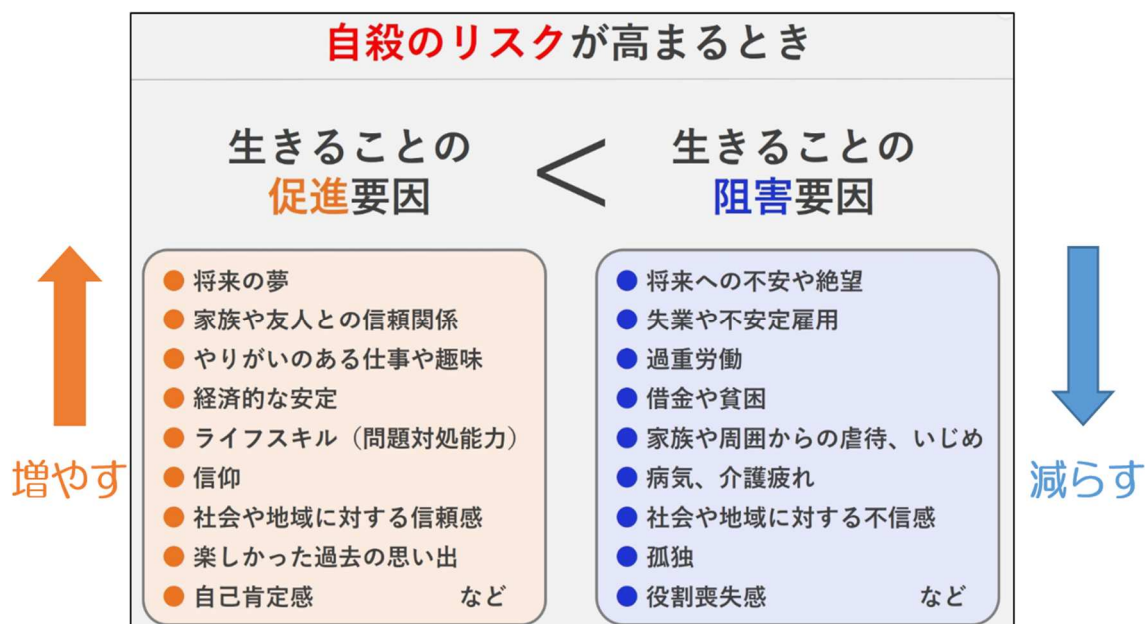 自殺のリスクが高まるとき
生きることの
促進要因
<
生きることの
阻害要因
将来の夢
家族や友人との信頼関係
やりがいのある仕事や趣味
経済的な安定
ライフスキル（問題対処能力）
信仰
社会や地域に対する信頼感
楽しかった過去の思い出
自己肯定感 など
増やす
将来への不安や絶望
失業や不安定雇用
過重労働
借金や貧困
家族や周囲からの虐待、いじめ
病気、介護疲れ
社会や地域に対する不信感
孤独
役割喪失感 など
減らす